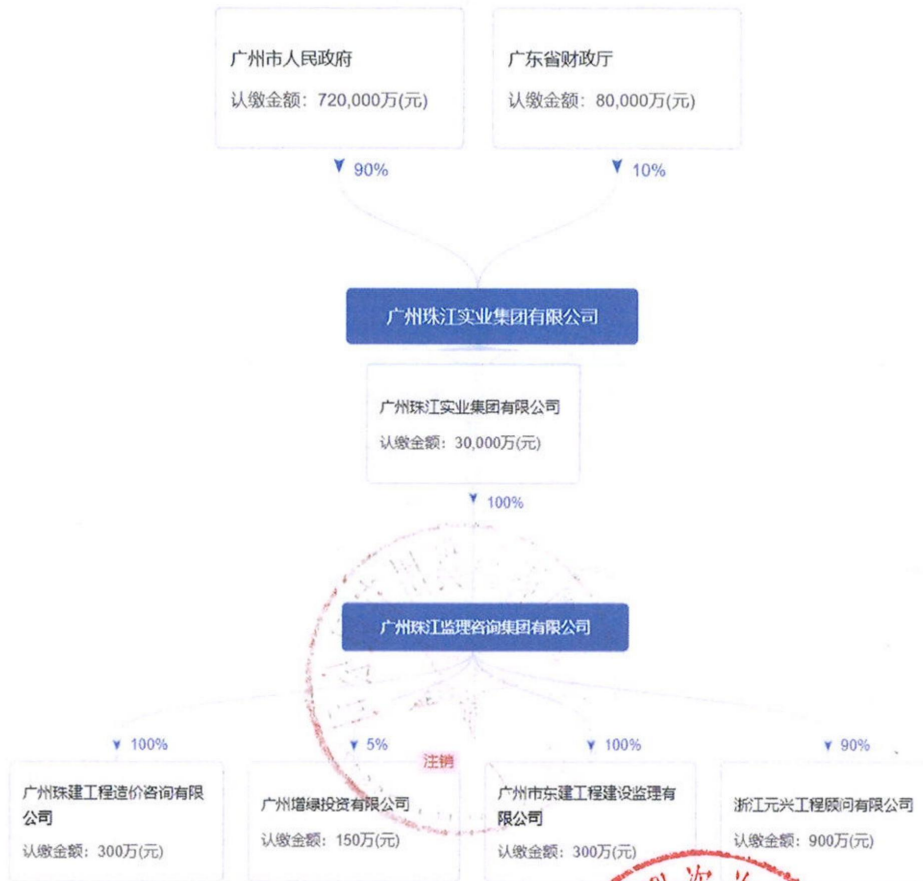 广州市人民政府
认缴金额：720,000万(元)
广东省财政厅
认缴金额：80,000万(元)
90%
10%
广州珠江实业集团有限公司
广州珠江实业集团有限公司
认缴金额：30,000万(元)
100%
广州珠江监理咨询集团有限公司
100%
5%
100%
90%
注销
广州珠建工程造价咨询有限
公司
认缴金额：300万(元)
广州增绿投资有限公司
认缴金额：150万(元)
广州市东建工程建设监理有
限公司
认缴金额：300万(元)
浙江元兴工程顾问有限公司
认缴金额：900万(元)